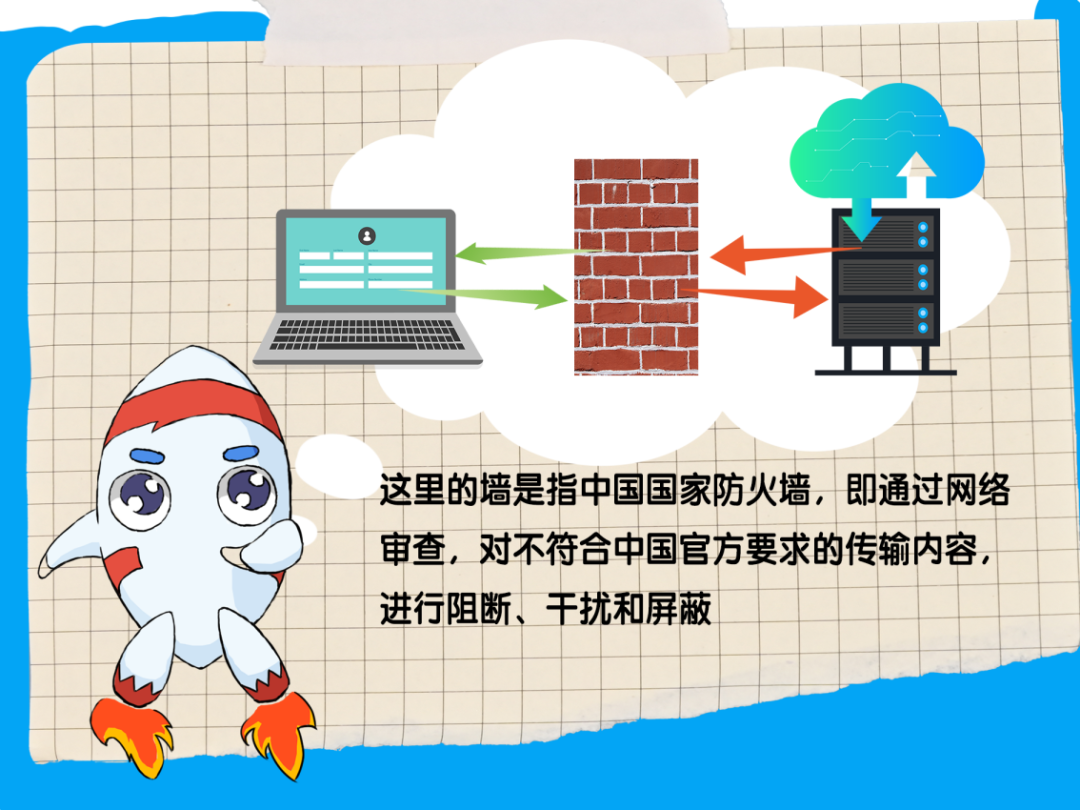 这里的墙是指中国国家防火墙，即通过网络
审查，对不符合中国官方要求的传输内容，
进行阻断、干扰和屏蔽